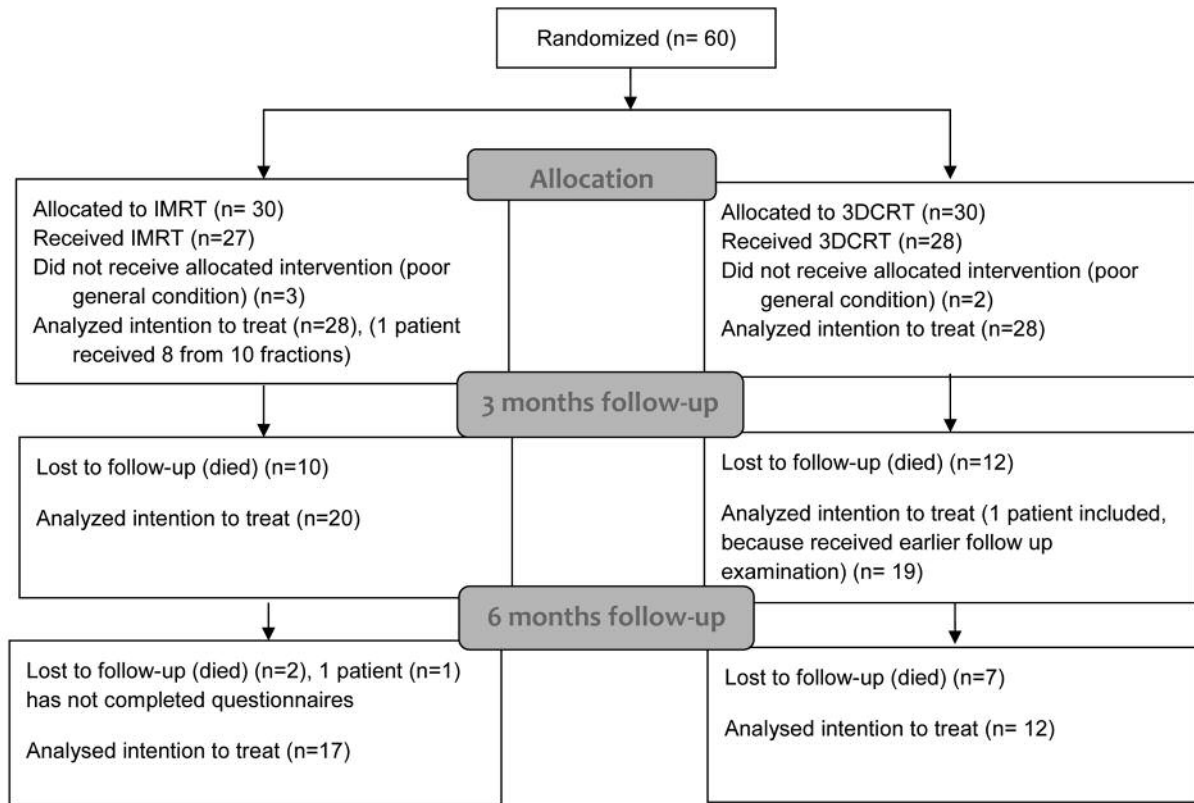 Randomized (n= 60)
Allocation
Allocated to IMRT (n= 30)
Received IMRT (n=27)
Did not receive allocated intervention (poor
general condition) (n=3)
Analyzed intention to treat (n=28), (1 patient
received 8 from 10 fractions)
Allocated to 3DCRT (n=30)
Received 3DCRT (n=28)
Did not receive allocated intervention (poor
general condition) (n=2)
Analyzed intention to treat (n=28)
3 months follow-up
Lost to follow-up (died) (n=10)
Analyzed intention to treat (n=20)
Lost to follow-up (died) (n=12)
Analyzed intention to treat (1 patient included,
because received earlier follow up
examination) (n= 19)
6 months follow-up
Lost to follow-up (died) (n=2), 1 patient (n=1)
has not completed questionnaires
Analysed intention to treat (n=17)
Lost to follow-up (died) (n=7)
Analysed intention to treat (n= 12)